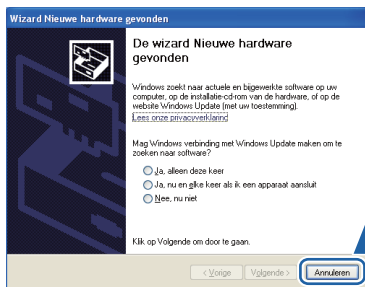 Wizard Nieuwe hardware gevonden
De wizard Nieuwe hardware
gevonden
Windows zoekt naar actuele en bijgewerkte software op uw
computer, op de installatie-cd-rom van de hardware, of op de
website Windows Update (met uw toestemming).
Lees onze privacyverklaring
Mag Windows verbinding met Windows Update maken om te
zoeken naar software?
Ja, alleen deze keer
Ja, nu en elke keer als ik een apparaat aansluit
Nee, nu niet
Klik op Volgende om door te gaan.
< Vorige
Volgende >
Annuleren